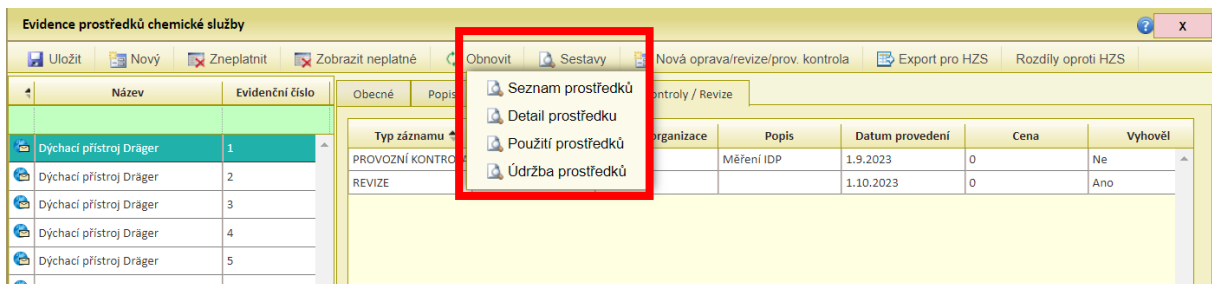 Evidence prostředků chemické služby
? X
Uložit Nový Zneplatnit Zobrazit neplatné Obnovit Sestavy Nová oprava/revize/prov. kontrola Export pro HZS Rozdíly oproti HZS
Název Evidenční číslo
Obecné Popis ontroly / Revize
Seznam prostředků
Detail prostředku
Použití prostředků
Údržba prostředků
Typ záznamu rganizace Popis Datum provedení Cena Vyhověl
Dýchací přístroj Dräger 1
PROVOZNÍ KONTROLA Měření IDP 1.9.2023 0 Ne
Dýchací přístroj Dräger 2
REVIZE 1.10.2023 0 Ano
Dýchací přístroj Dräger 3
Dýchací přístroj Dräger 4
Dýchací přístroj Dräger 5